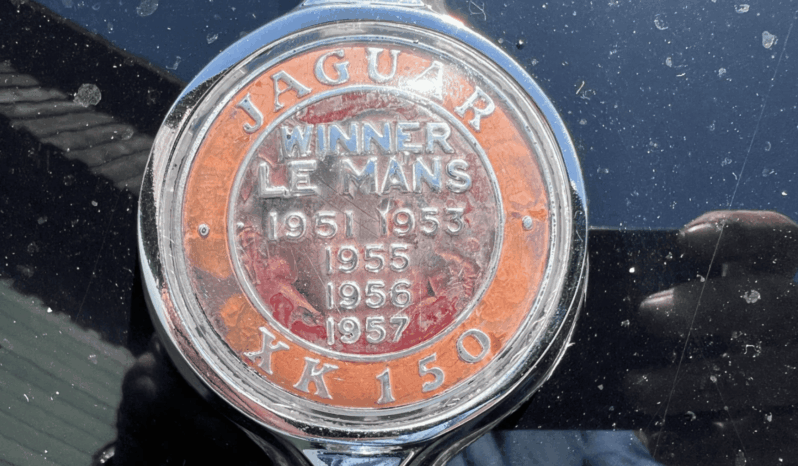 JAGUAR
WINNER
LE MANS
1951 1953
1955
1956
1957
XK 150